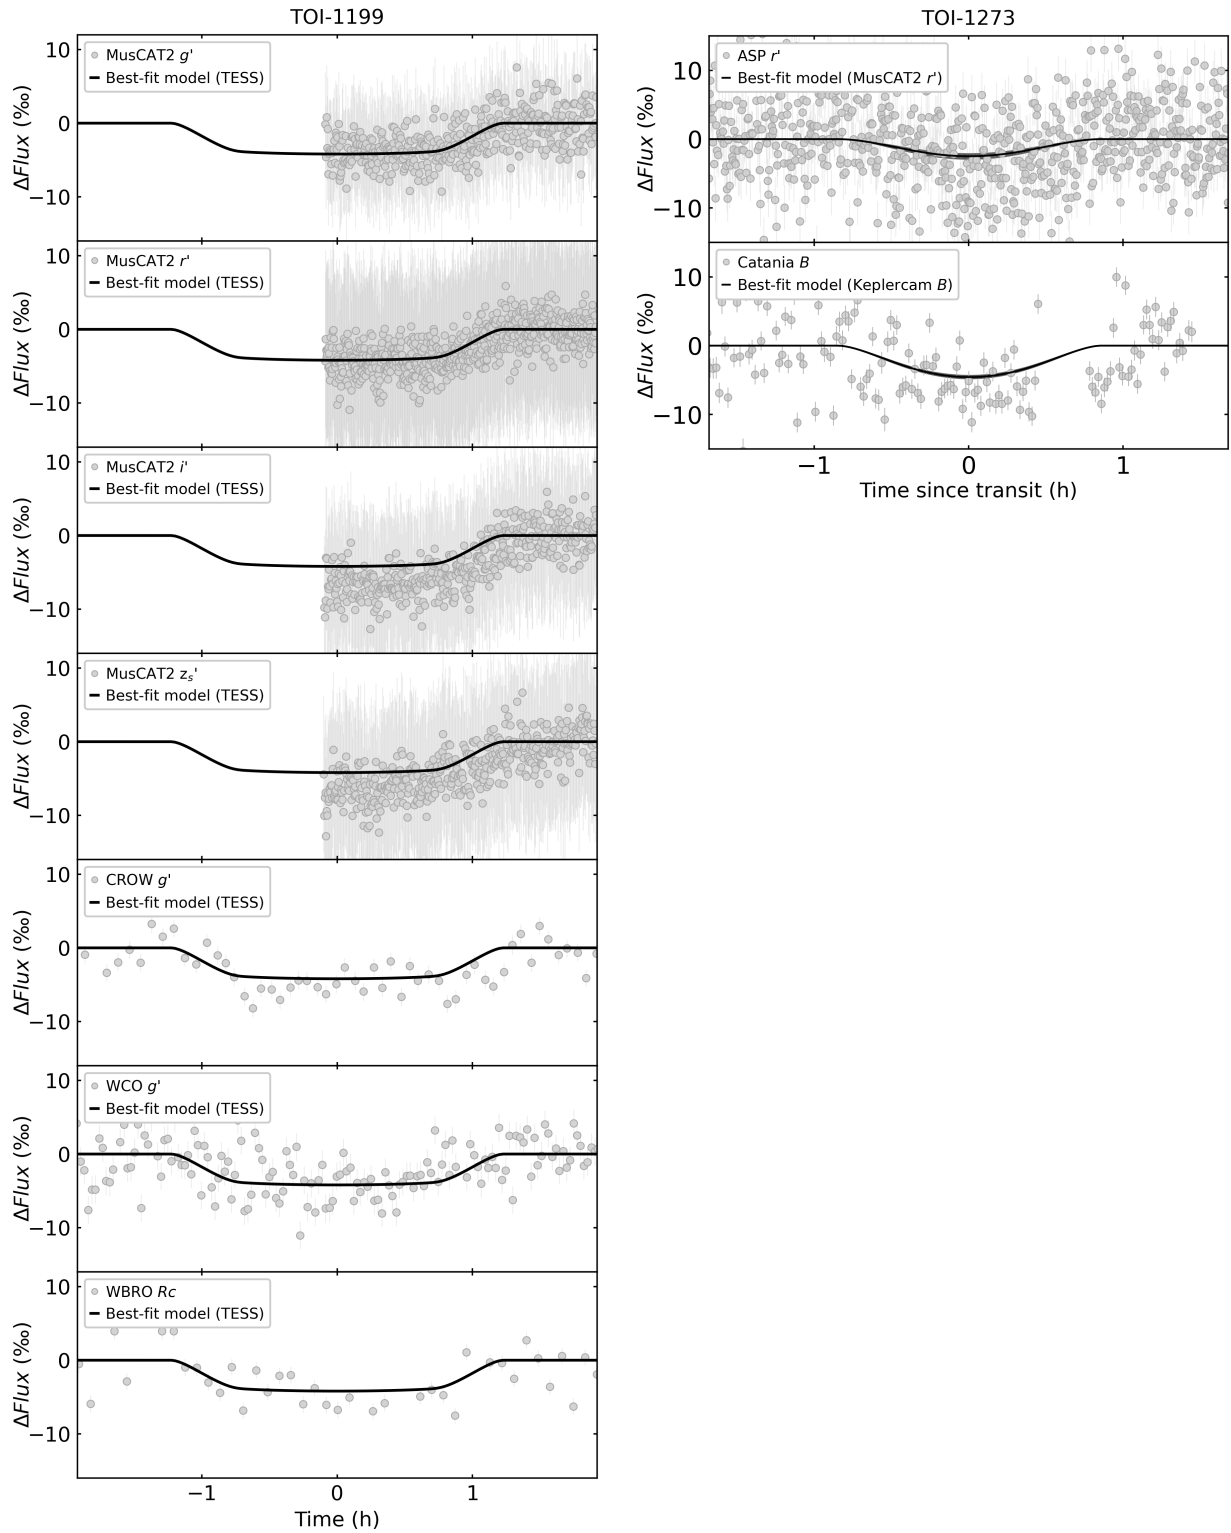 TOI-1199
10
0
−10
ΔFlux (‰)
MusCAT2 g'
Best-fit model (TESS)
10
0
−10
ΔFlux (‰)
MusCAT2 r'
Best-fit model (TESS)
10
0
−10
ΔFlux (‰)
MusCAT2 i'
Best-fit model (TESS)
10
0
−10
ΔFlux (‰)
MusCAT2 zₛ'
Best-fit model (TESS)
10
0
−10
ΔFlux (‰)
CROW g'
Best-fit model (TESS)
10
0
−10
ΔFlux (‰)
WCO g'
Best-fit model (TESS)
10
0
−10
ΔFlux (‰)
WBRO Rc
Best-fit model (TESS)
−1 0 1
Time (h)
TOI-1273
10
0
−10
ΔFlux (‰)
ASP r'
Best-fit model (MusCAT2 r')
10
0
−10
ΔFlux (‰)
Catania B
Best-fit model (Keplercam B)
−1 0 1
Time since transit (h)